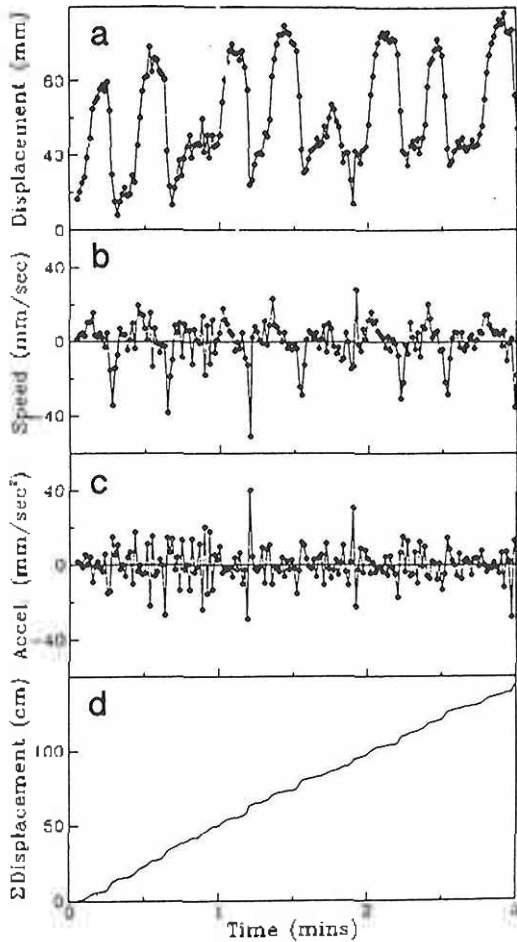 a
Displacement (mm)
60
43
0
b
Speed (mm/sec)
40
0
40
c
Accel. (mm/sec²)
40
0
-40
d
ΣDisplacement (cm)
100
50
0
0 1 2
Time (mins)